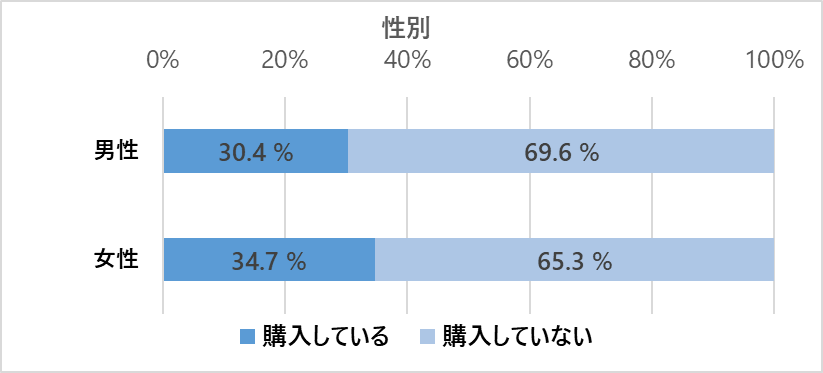 性別
0% 20% 40% 60% 80% 100%
男性 30.4 % 69.6 %
女性 34.7 % 65.3 %
購入している 購入していない